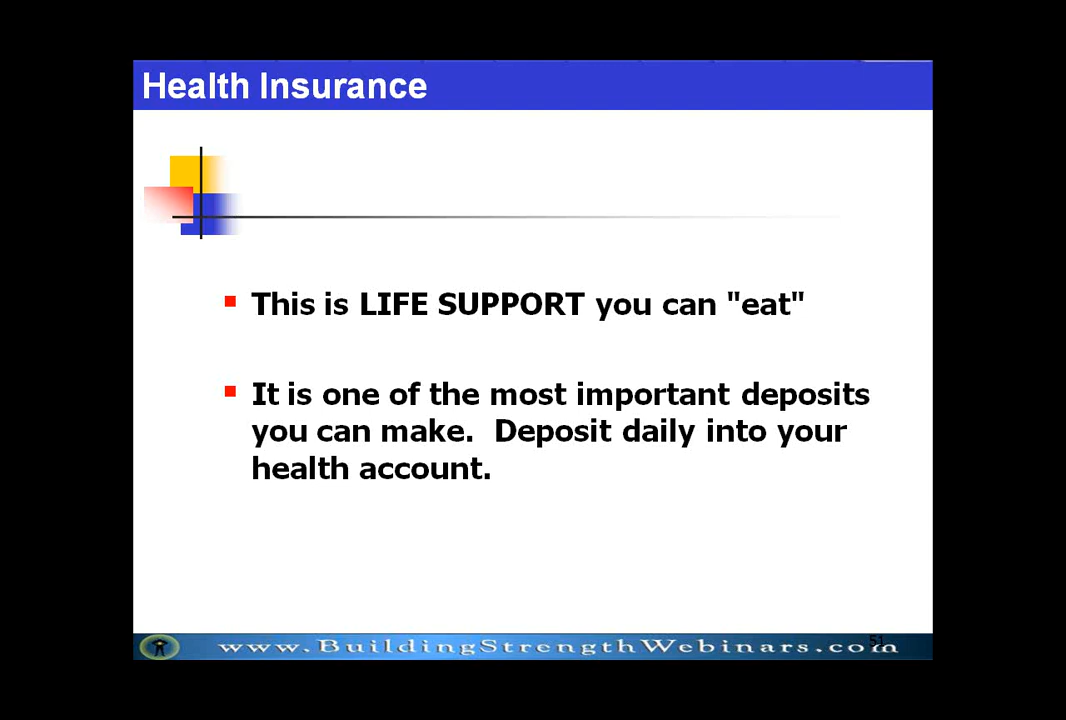 Health Insurance
This is LIFE SUPPORT you can "eat"
It is one of the most important deposits
you can make.  Deposit daily into your
health account.
51
www.BuildingStrengthWebinars.com